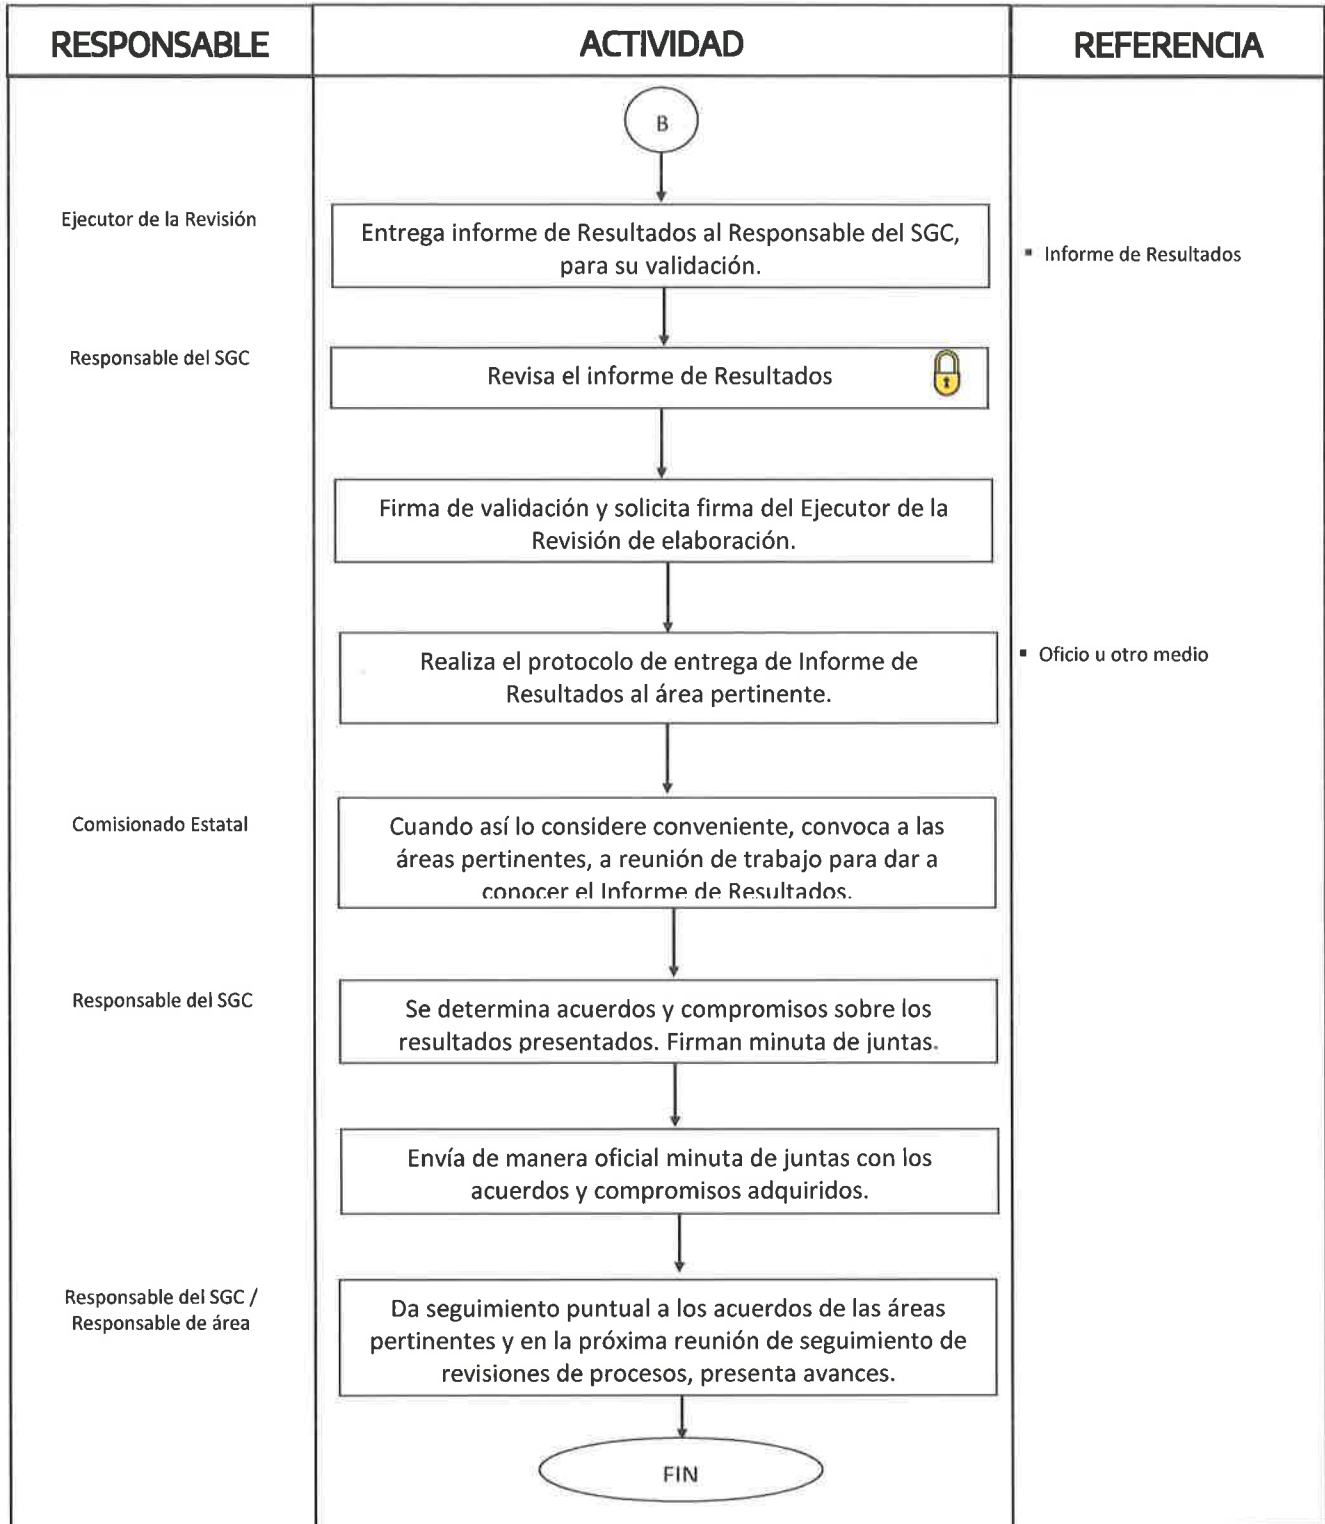 RESPONSABLE
ACTIVIDAD
REFERENCIA
B
Ejecutor de la Revisión
Entrega informe de Resultados al Responsable del SGC,
para su validación.
▪ Informe de Resultados
Responsable del SGC
Revisa el informe de Resultados
Firma de validación y solicita firma del Ejecutor de la
Revisión de elaboración.
Realiza el protocolo de entrega de Informe de
Resultados al área pertinente.
▪ Oficio u otro medio
Comisionado Estatal
Cuando así lo considere conveniente, convoca a las
áreas pertinentes, a reunión de trabajo para dar a
conocer el Informe de Resultados.
Responsable del SGC
Se determina acuerdos y compromisos sobre los
resultados presentados. Firman minuta de juntas.
Envía de manera oficial minuta de juntas con los
acuerdos y compromisos adquiridos.
Responsable del SGC /
Responsable de área
Da seguimiento puntual a los acuerdos de las áreas
pertinentes y en la próxima reunión de seguimiento de
revisiones de procesos, presenta avances.
FIN